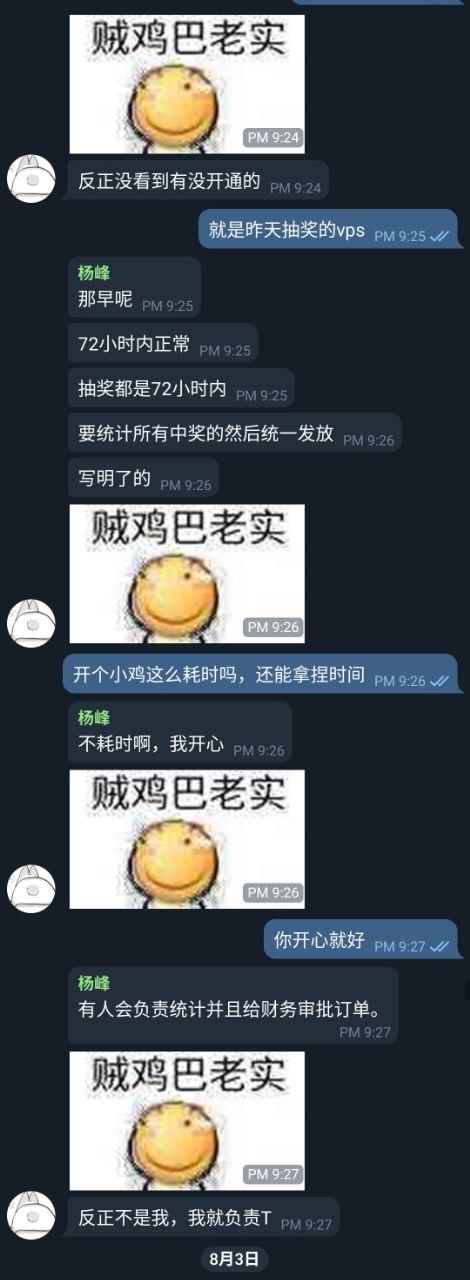 贼鸡巴老实
PM 9:24
反正没看到有没开通的 PM 9:24
就是昨天抽奖的vps PM 9:25
杨峰
那早呢 PM 9:25
72小时内正常 PM 9:25
抽奖都是72小时内 PM 9:25
要统计所有中奖的然后统一发放 PM 9:26
写明了的 PM 9:26
贼鸡巴老实
PM 9:26
开个小鸡这么耗时吗，还能拿捏时间 PM 9:26
杨峰
不耗时啊，我开心 PM 9:26
贼鸡巴老实
PM 9:26
你开心就好 PM 9:27
杨峰
有人会负责统计并且给财务审批订单。
PM 9:27
贼鸡巴老实
PM 9:27
反正不是我，我就负责T PM 9:27
8月3日